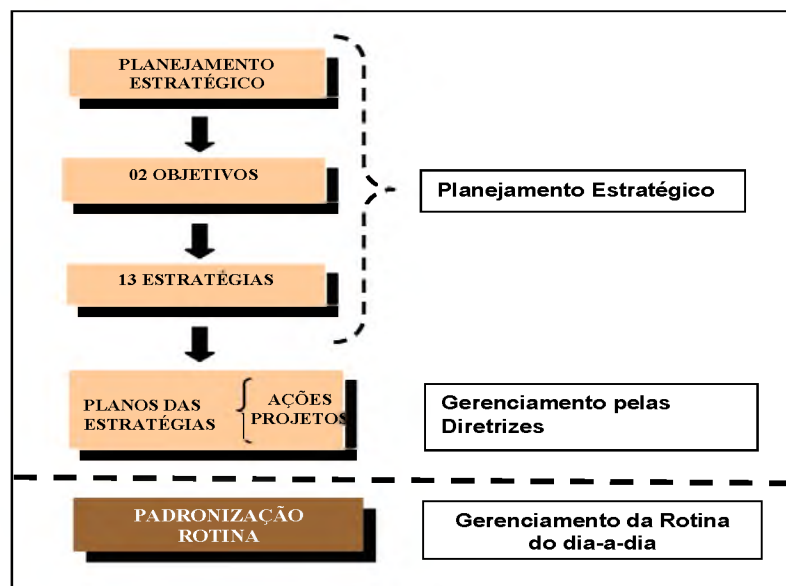 PLANEJAMENTO
ESTRATÉGICO
02 OBJETIVOS
Planejamento Estratégico
13 ESTRATÉGIAS
PLANOS DAS
ESTRATÉGIAS
AÇÕES
PROJETOS
Gerenciamento pelas
Diretrizes
PADRONIZAÇÃO
ROTINA
Gerenciamento da Rotina
do dia-a-dia